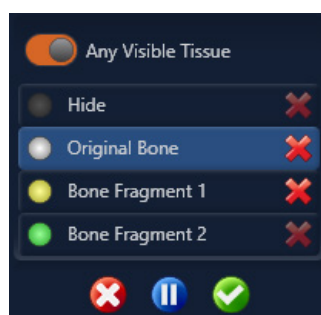 Any Visible Tissue
Hide
Original Bone
Bone Fragment 1
Bone Fragment 2